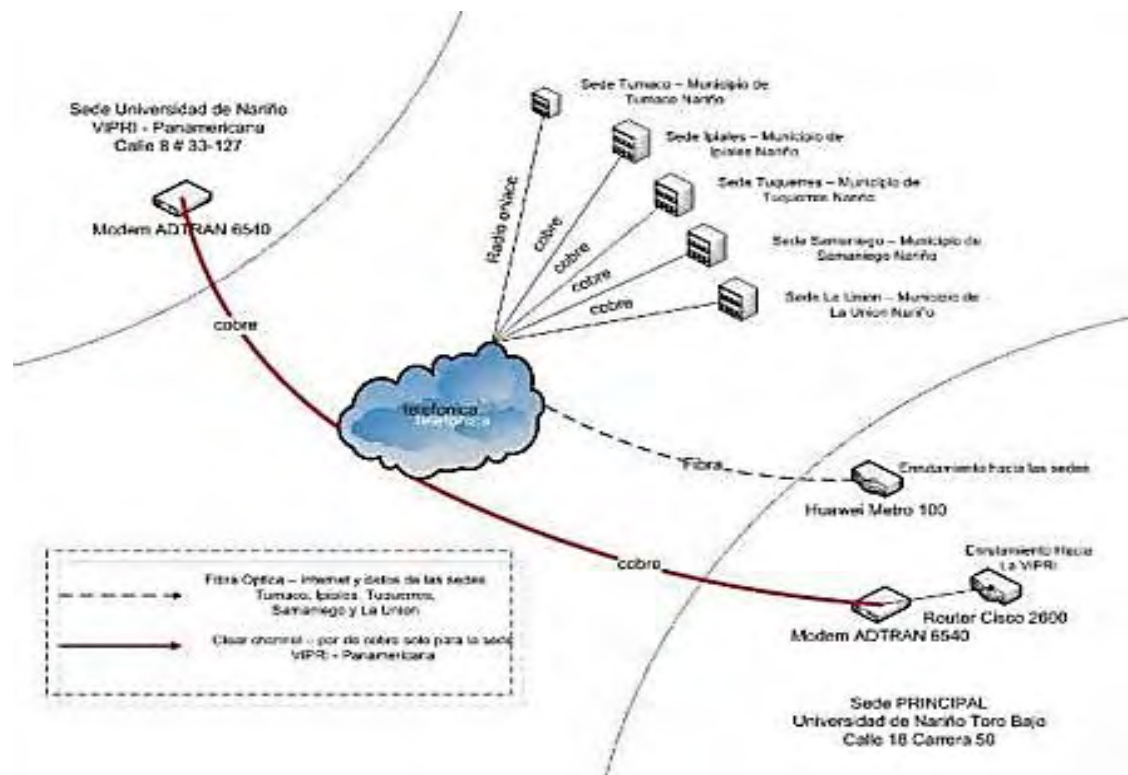 Sede Universidad de Nariño
VIPRI - Panamericana
Calle 8 # 33-127
Modem ADTRAN 6540
cobre
Sede Tumaco – Municipio de
Tumaco Nariño
Sede Ipiales – Municipio de
Ipiales Nariño
Sede Tuquerres – Municipio de
Tuquerres Nariño
Sede Samaniego – Municipio de
Samaniego Nariño
Sede La Union – Municipio de
La Union Nariño
Radio enlace
cobre
cobre
cobre
cobre
telefonica
telefonica
Fibra
Enrutamiento hacia las sedes
Huawei Metro 100
cobre
Enrutamiento Hacia
La VIPRI
Router Cisco 2600
Modem ADTRAN 6540
Fibra Optica – internet y datos de las sedes
Tumaco, Ipiales, Tuquerres,
Samaniego y La Union
Clear channel – par de cobre solo para la sede
VIPRI - Panamericana
Sede PRINCIPAL
Universidad de Nariño Toro Bajo
Calle 18 Carrera 50